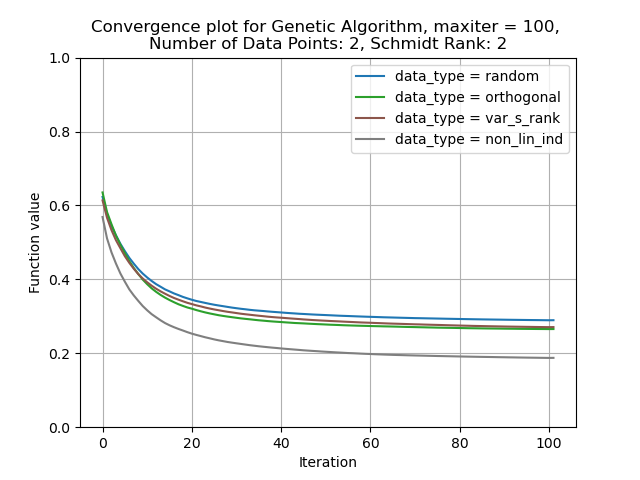 Convergence plot for Genetic Algorithm, maxiter = 100,
Number of Data Points: 2, Schmidt Rank: 2
data_type = random
data_type = orthogonal
data_type = var_s_rank
data_type = non_lin_ind
Function value
1.0
0.8
0.6
0.4
0.2
0.0
0 20 40 60 80 100
Iteration